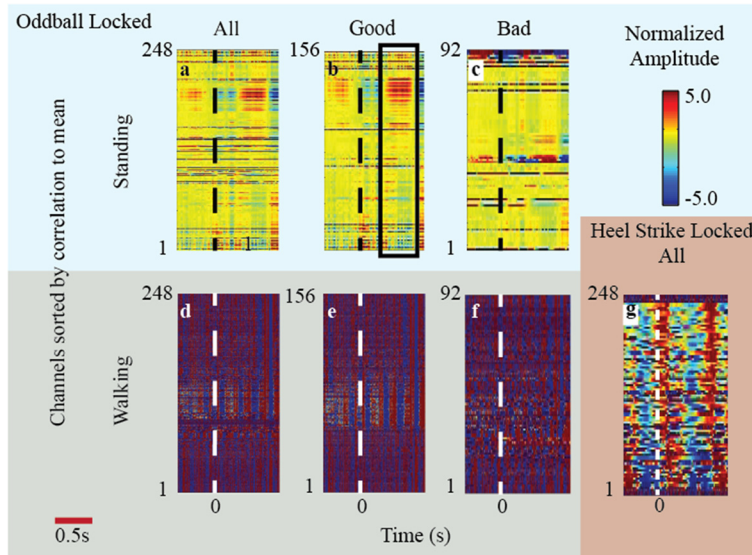 Oddball Locked
All
Good
Bad
Normalized
Amplitude
248
156
92
a
b
c
5.0
-5.0
Channels sorted by correlation to mean
Standing
1
1
1
1
Heel Strike Locked
All
248
156
92
248
d
e
f
g
Walking
1
1
1
1
0
0
0
0
0.5s
Time (s)